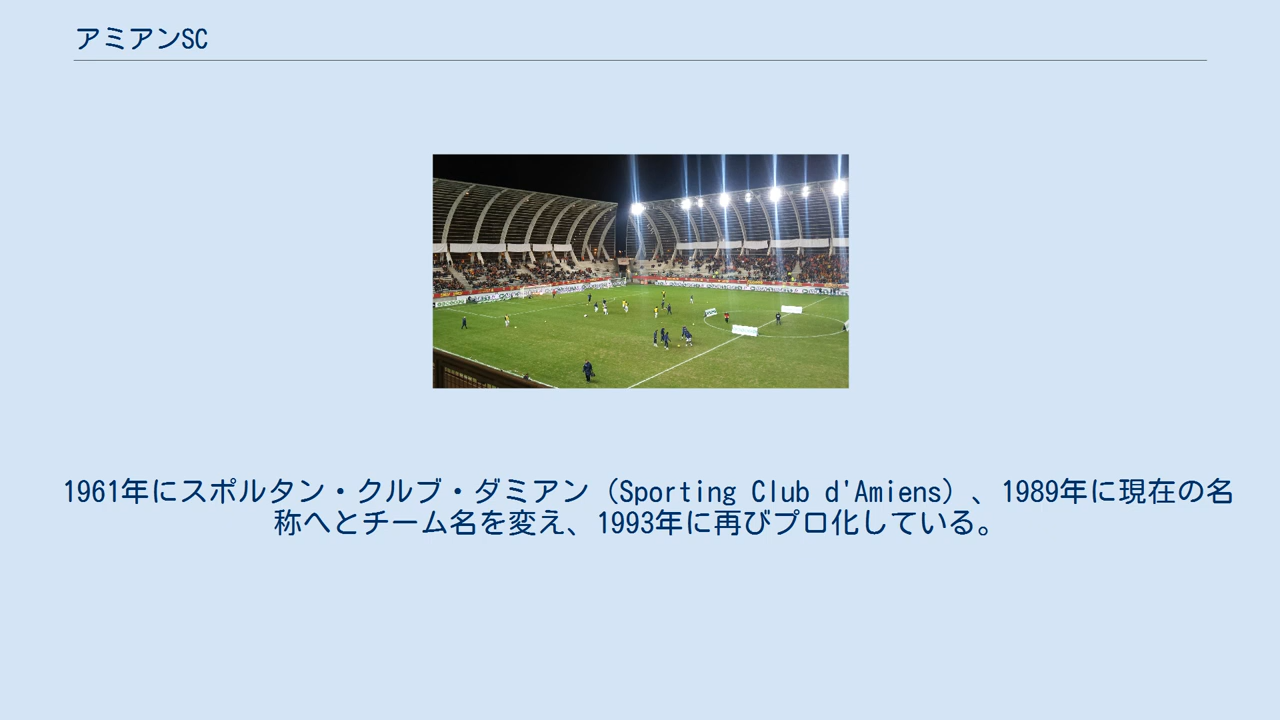 アミアンSC
1961年にスポルタン・クルブ・ダミアン（Sporting Club d'Amiens）、1989年に現在の名
称へとチーム名を変え、1993年に再びプロ化している。